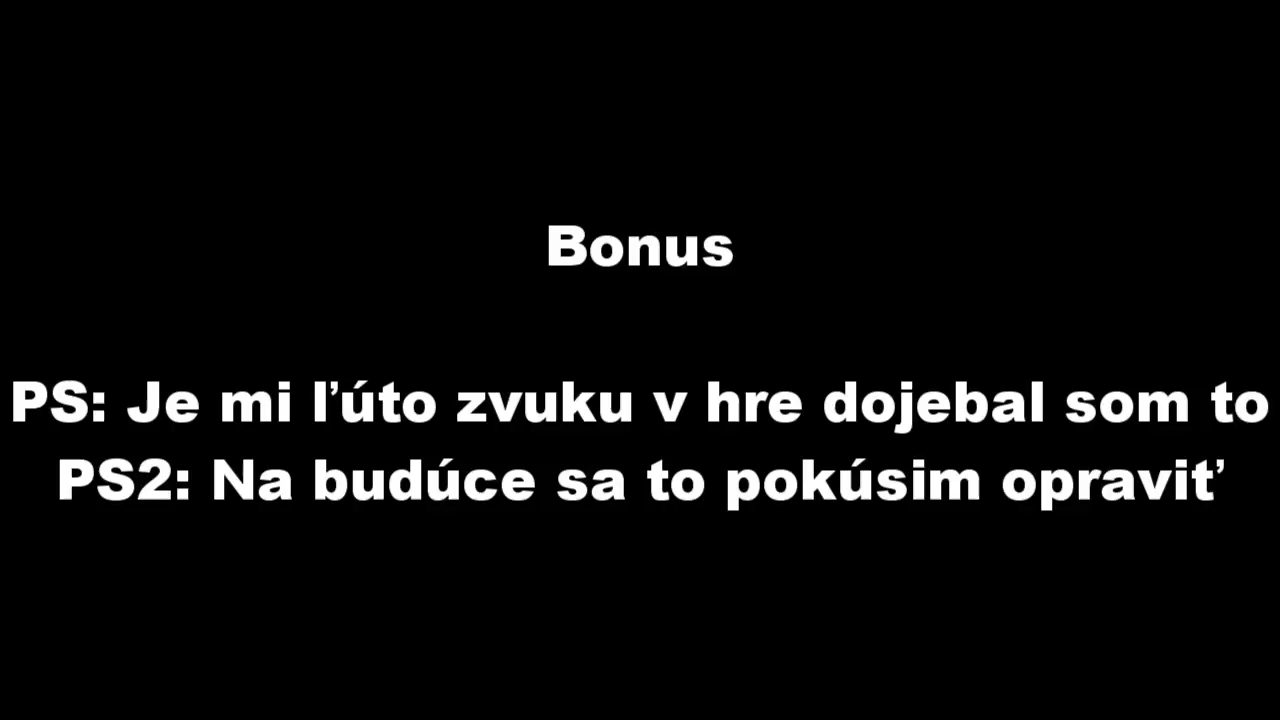 Bonus
PS: Je mi ľúto zvuku v hre dojebal som to
PS2: Na budúce sa to pokúsim opraviť